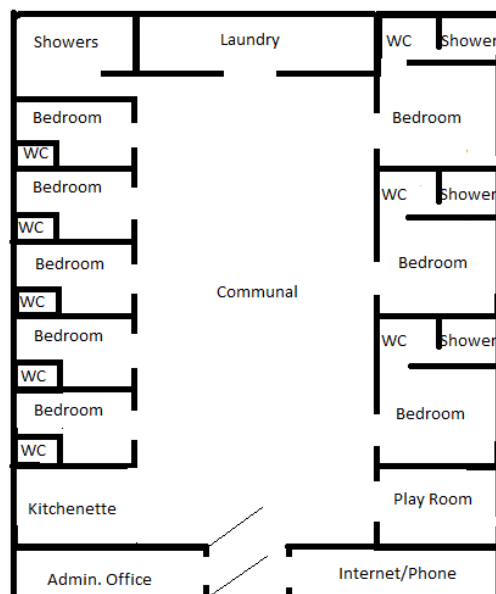 Showers
Laundry
WC
Shower
Bedroom
Bedroom
WC
Bedroom
WC
Shower
WC
Bedroom
Bedroom
Communal
WC
Bedroom
WC
Shower
WC
Bedroom
Bedroom
WC
Kitchenette
Play Room
Admin. Office
Internet/Phone